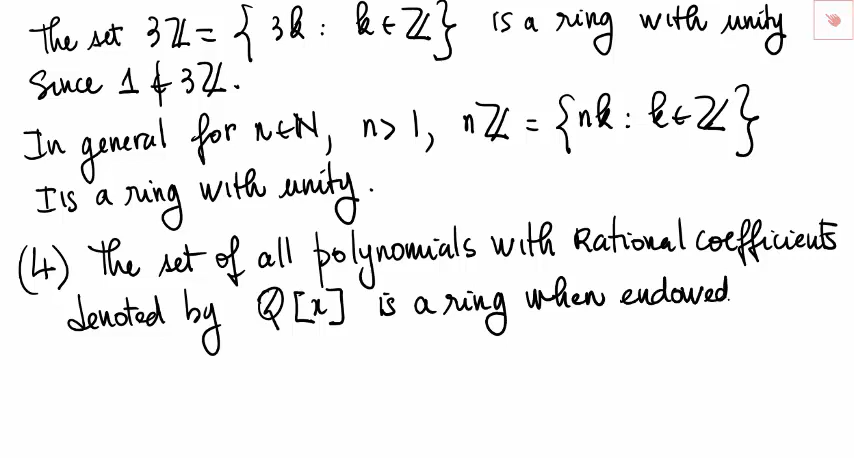 The set 3ℤ = { 3k : k ∈ ℤ } is a ring with unity
Since 1 ∉ 3ℤ.
In general for n ∈ ℕ, n > 1, nℤ = { nk : k ∈ ℤ }
Iis a ring with unity.
(4) The set of all polynomials with Rational coefficients
denoted by ℚ[x] is a ring when endowed.